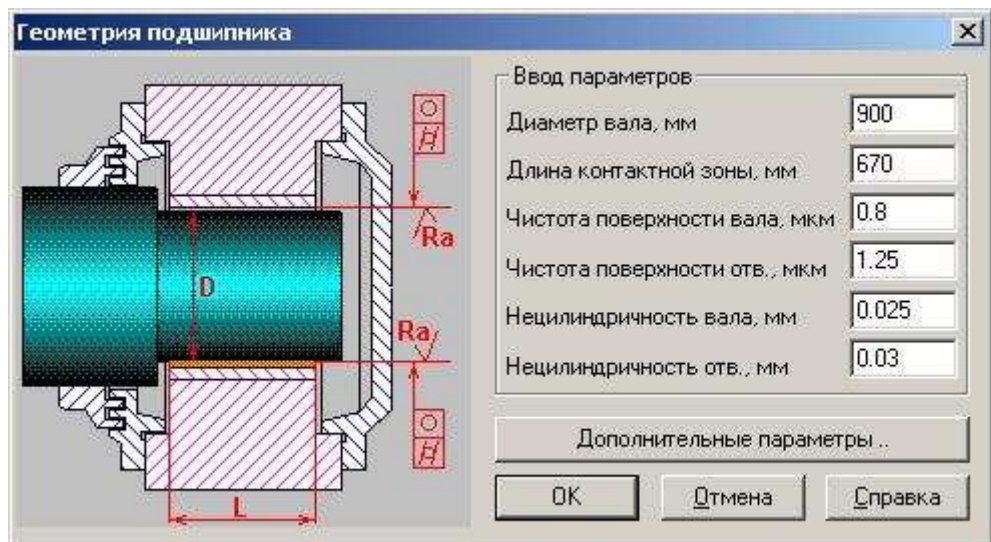 Геометрия подшипника
Ввод параметров
Диаметр вала, мм 900
Длина контактной зоны, мм 670
Чистота поверхности вала, мкм 0.8
Чистота поверхности отв., мкм 1.25
Нецилиндричность вала, мм 0.025
Нецилиндричность отв., мм 0.03
Дополнительные параметры ..
OK Отмена Справка
Ra
D
Ra
L